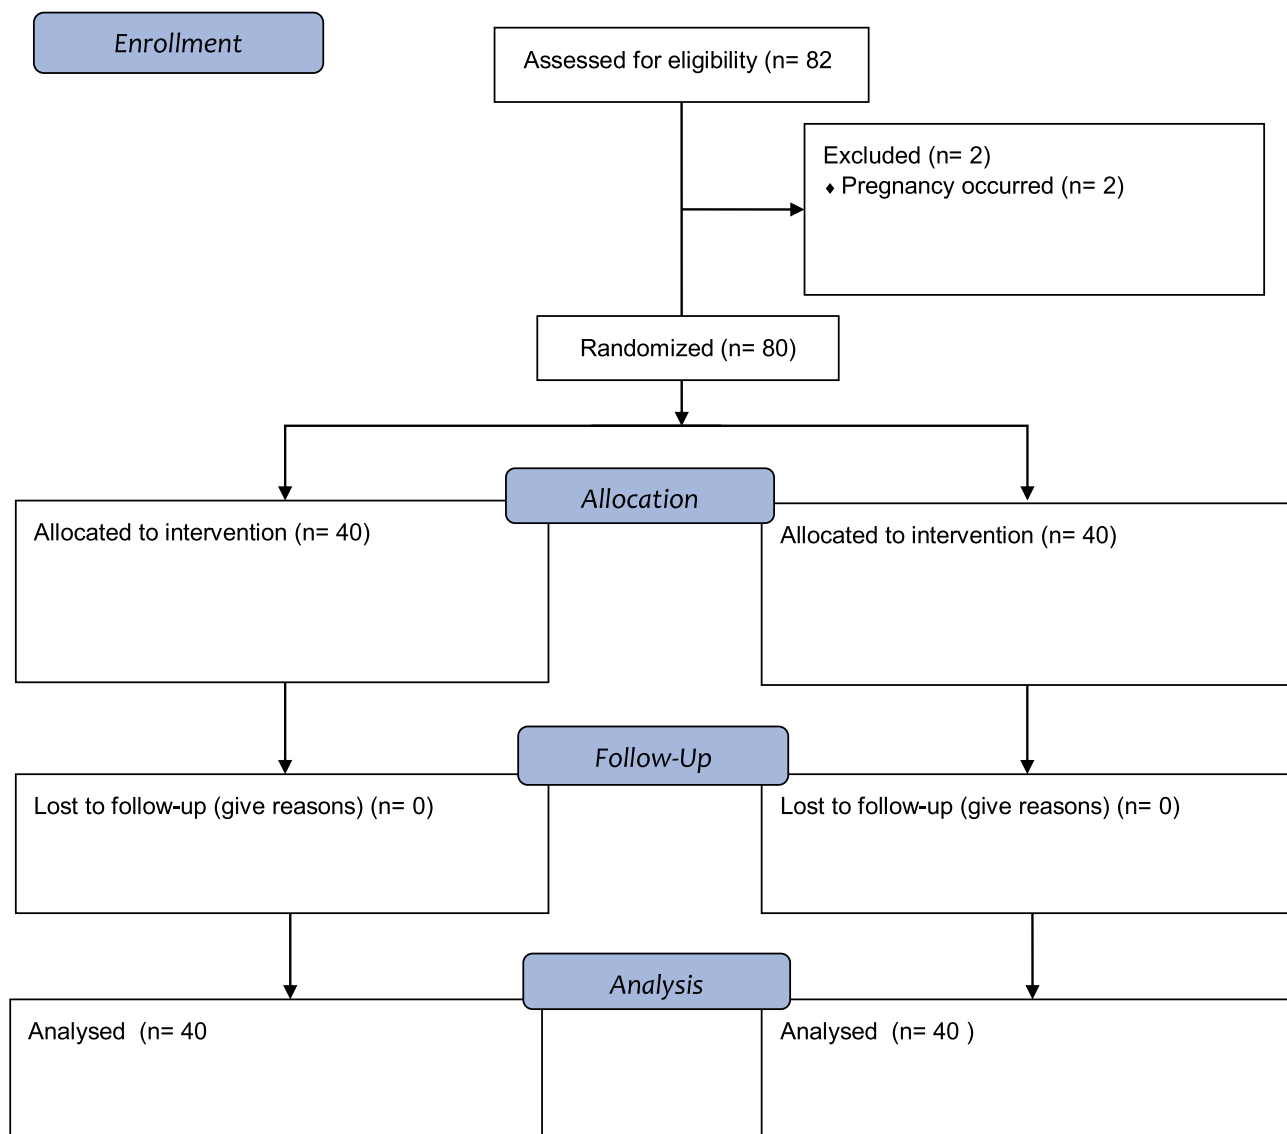 Enrollment
Assessed for eligibility (n= 82
Excluded (n= 2)
♦ Pregnancy occurred (n= 2)
Randomized (n= 80)
Allocation
Allocated to intervention (n= 40)
Allocated to intervention (n= 40)
Follow-Up
Lost to follow-up (give reasons) (n= 0)
Lost to follow-up (give reasons) (n= 0)
Analysis
Analysed  (n= 40
Analysed  (n= 40 )